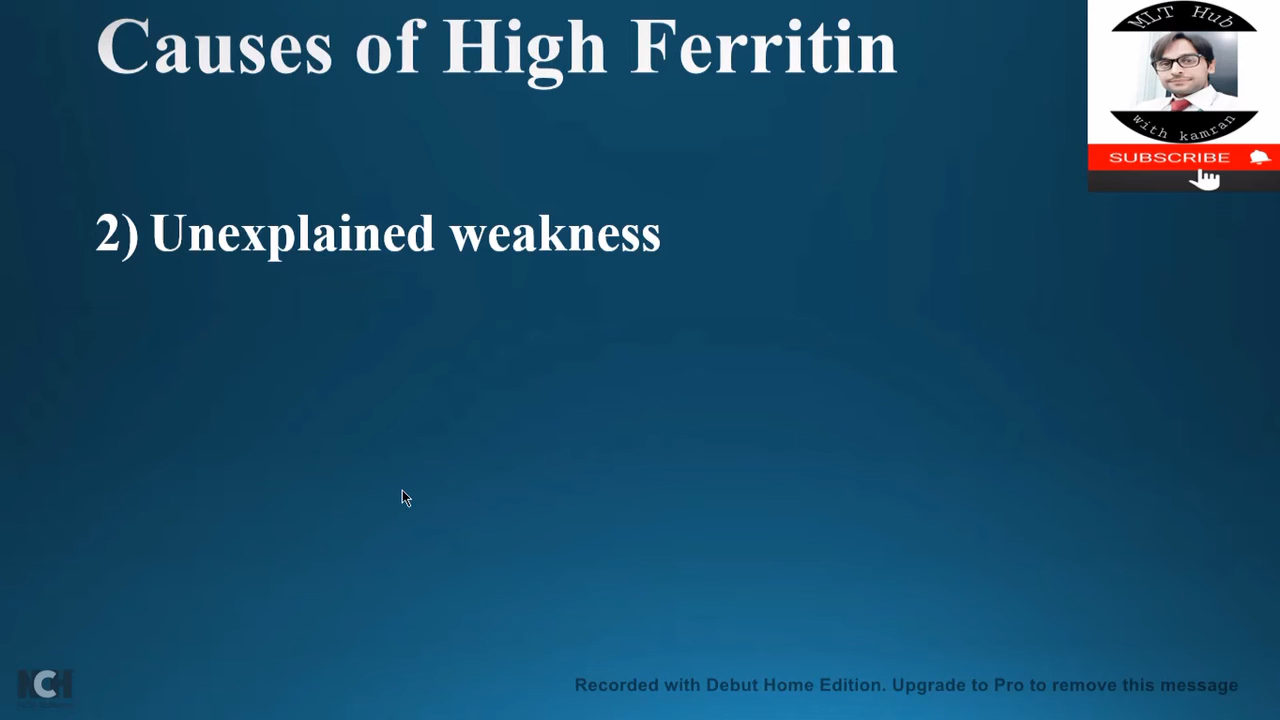 Causes of High Ferritin
MLT Hub
with kamran
SUBSCRIBE
2) Unexplained weakness
NCH
Recorded with Debut Home Edition. Upgrade to Pro to remove this message